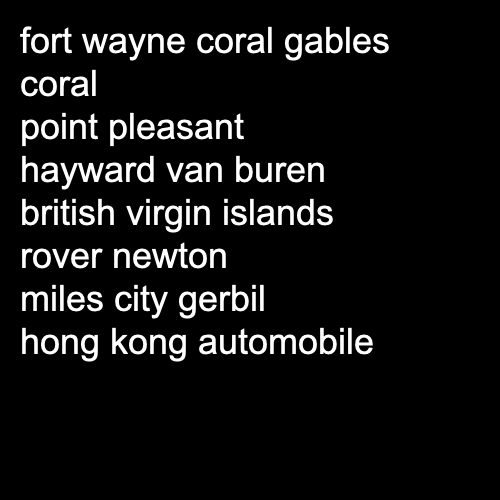 fort wayne coral gables
coral
point pleasant
hayward van buren
british virgin islands
rover newton
miles city gerbil
hong kong automobile